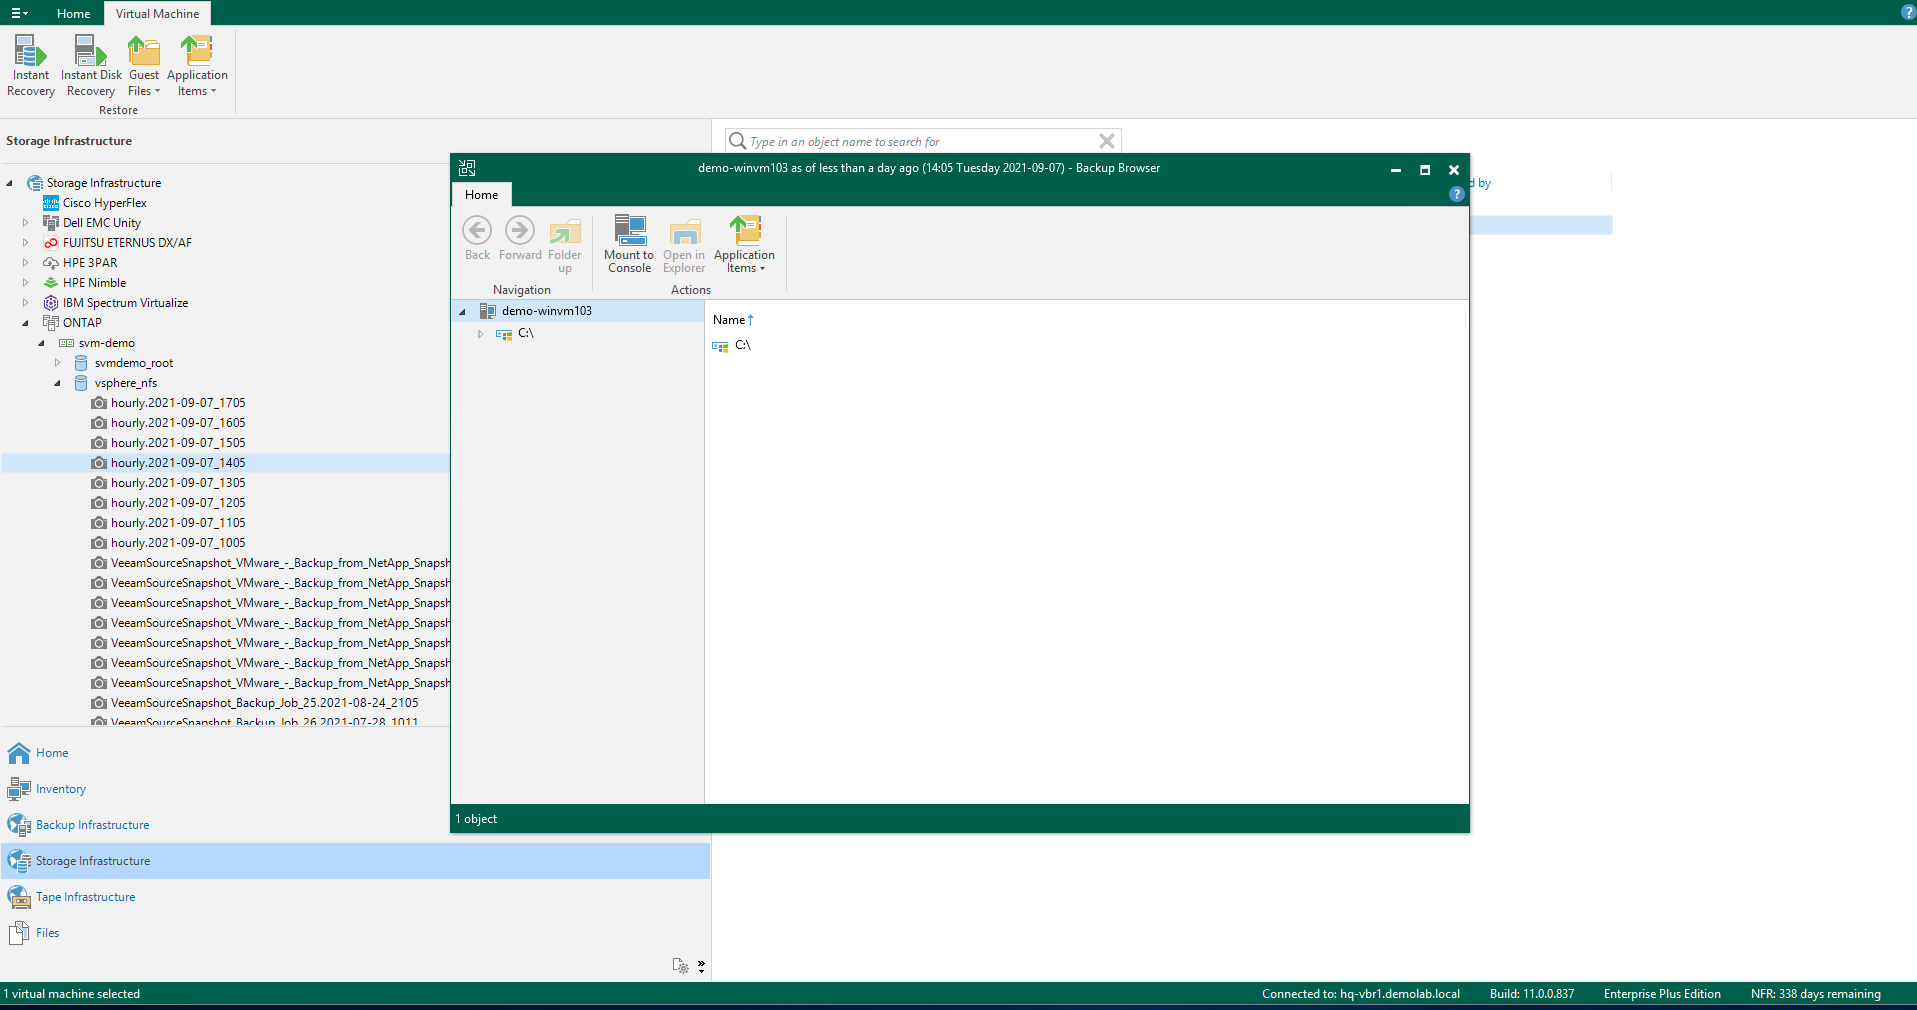 Home
Virtual Machine
?
Instant
Recovery
Instant Disk
Recovery
Guest
Files
Application
Items
Restore
Storage Infrastructure
Storage Infrastructure
Cisco HyperFlex
Dell EMC Unity
FUJITSU ETERNUS DX/AF
HPE 3PAR
HPE Nimble
IBM Spectrum Virtualize
ONTAP
svm-demo
svmdemo_root
vsphere_nfs
hourly.2021-09-07_1705
hourly.2021-09-07_1605
hourly.2021-09-07_1505
hourly.2021-09-07_1405
hourly.2021-09-07_1305
hourly.2021-09-07_1205
hourly.2021-09-07_1105
hourly.2021-09-07_1005
VeeamSourceSnapshot_VMware_-_Backup_from_NetApp_Snapsh
VeeamSourceSnapshot_VMware_-_Backup_from_NetApp_Snapsh
VeeamSourceSnapshot_VMware_-_Backup_from_NetApp_Snapsh
VeeamSourceSnapshot_VMware_-_Backup_from_NetApp_Snapsh
VeeamSourceSnapshot_VMware_-_Backup_from_NetApp_Snapsh
VeeamSourceSnapshot_VMware_-_Backup_from_NetApp_Snapsh
VeeamSourceSnapshot_VMware_-_Backup_from_NetApp_Snapsh
VeeamSourceSnapshot_Backup_Job_25.2021-08-24_2105
VeeamSourceSnapshot_Backup_Job_26.2021-07-28_1011
Home
Inventory
Backup Infrastructure
Storage Infrastructure
Tape Infrastructure
Files
Type in an object name to search for
d by
demo-winvm103 as of less than a day ago (14:05 Tuesday 2021-09-07) - Backup Browser
Home
?
Back
Forward
Folder
up
Navigation
Mount to
Console
Open in
Explorer
Application
Items
Actions
demo-winvm103
C:\
Name
C:\
1 object
1 virtual machine selected
Connected to: hq-vbr1.demolab.local
Build: 11.0.0.837
Enterprise Plus Edition
NFR: 338 days remaining